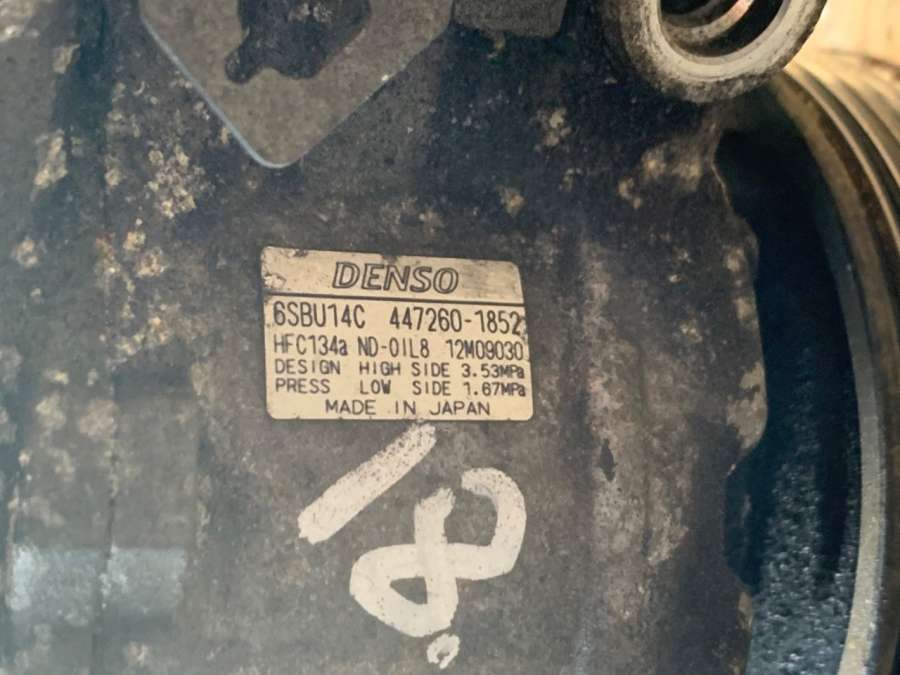 DENSO
6SBU14C 447260-1852
HFC134a ND-OIL8 12M09030
DESIGN HIGH SIDE 3.53MPa
PRESS LOW SIDE 1.67MPa
MADE IN JAPAN